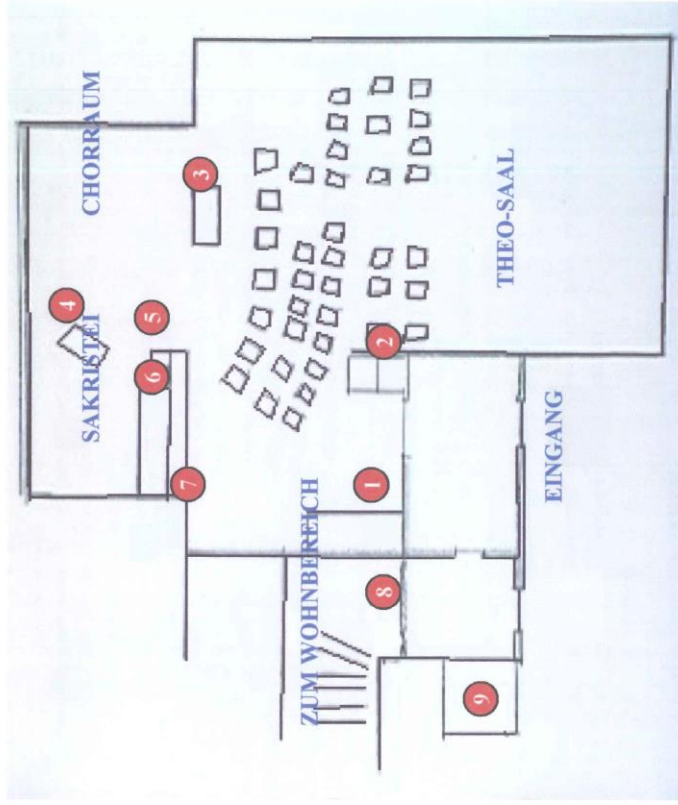 4
SAKRISTEI
CHORRAUM
6
5
7
3
ZUM WOHNBEREICH
8
1
2
9
THEO-SAAL
EINGANG